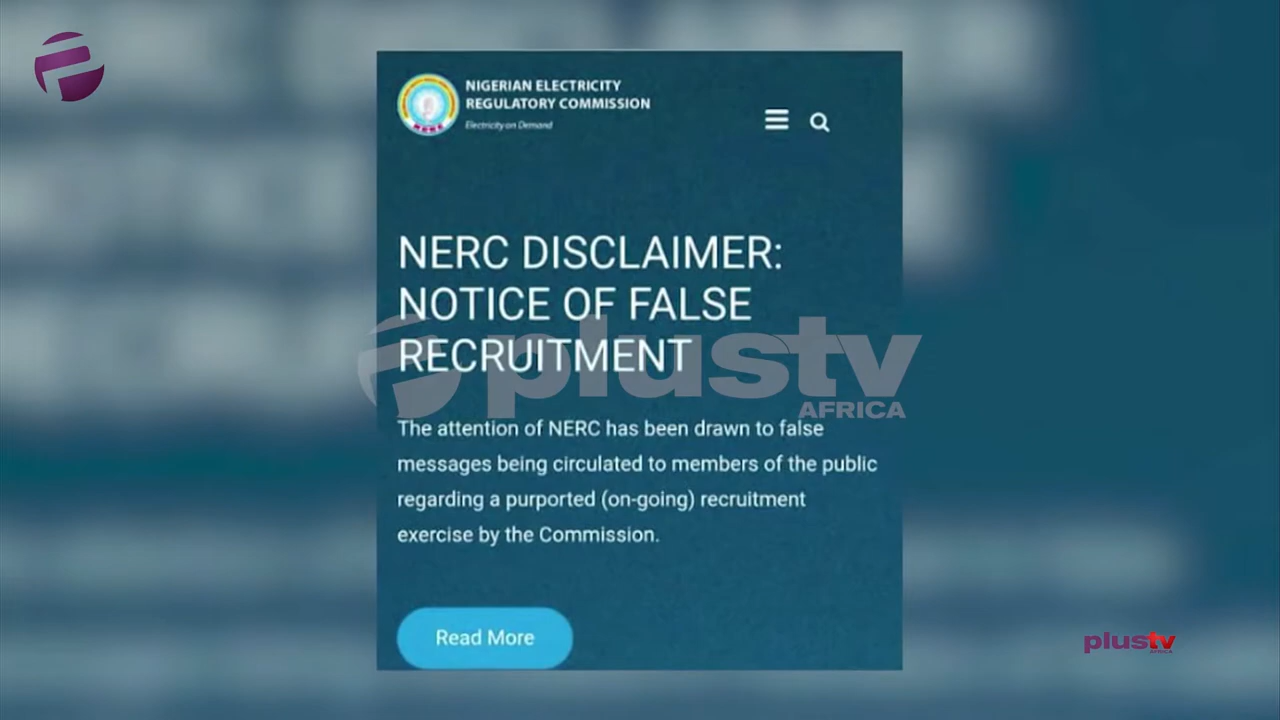 NIGERIAN ELECTRICITY
REGULATORY COMMISSION
Electricity on Demand
NERC
NERC DISCLAIMER:
NOTICE OF FALSE
RECRUITMENT
plustv
AFRICA
The attention of NERC has been drawn to false
messages being circulated to members of the public
regarding a purported (on-going) recruitment
exercise by the Commission.
Read More
plustv
AFRICA